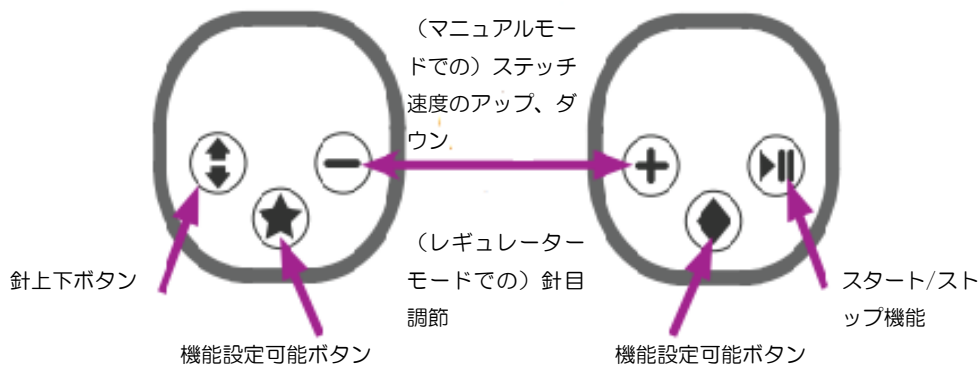 （マニュアルモー
ドでの）ステッチ
速度のアップ、ダ
ウン
（レギュレーター
モードでの）針目
調節
針上下ボタン
スタート/スト
ップ機能
機能設定可能ボタン
機能設定可能ボタン